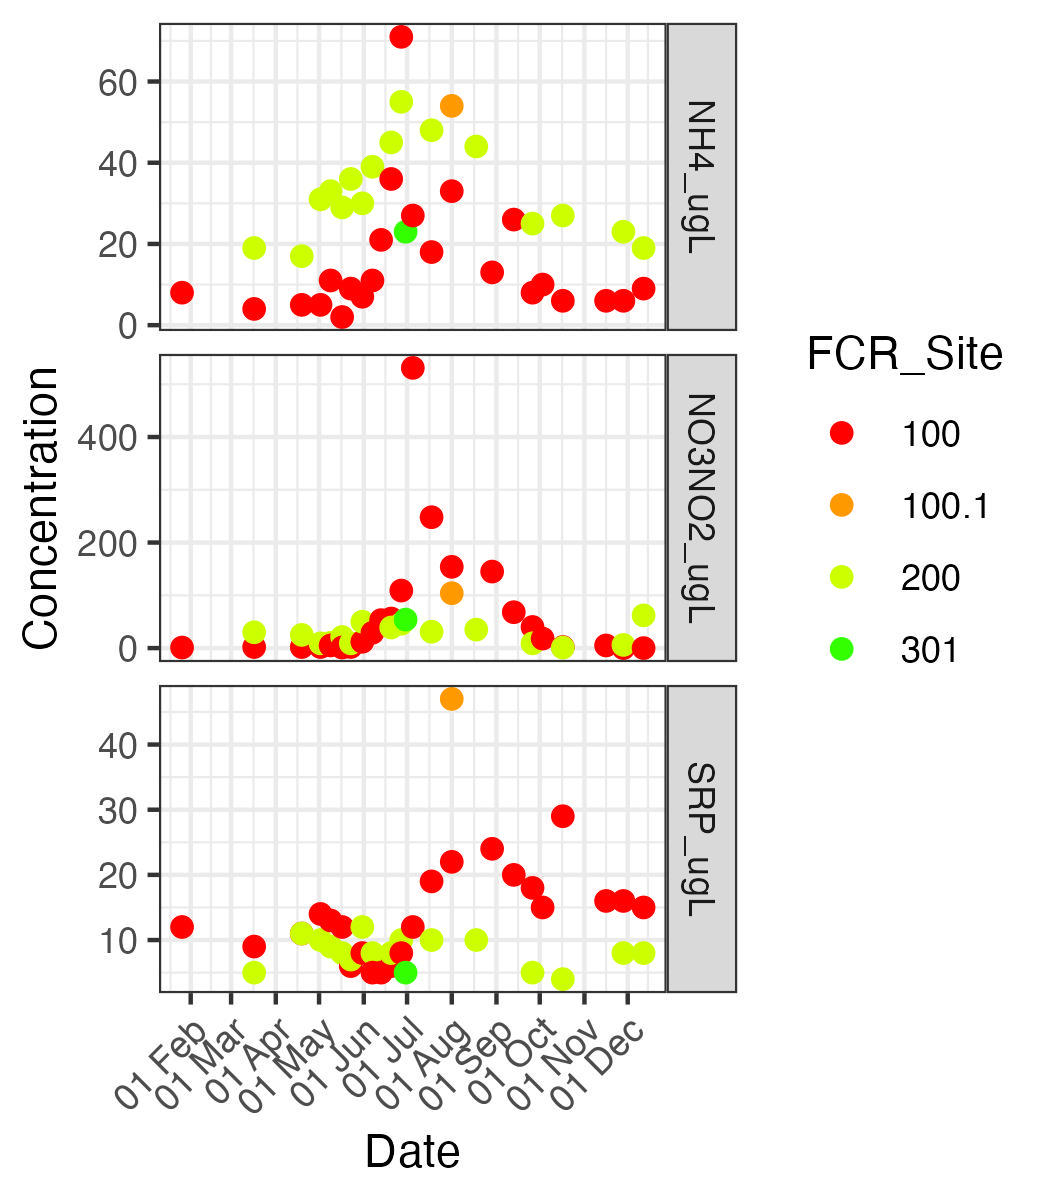 60
40
20
0
NH4_ugL
400
200
0
NO3NO2_ugL
40
30
20
10
SRP_ugL
Concentration
01 Feb
01 Mar
01 Apr
01 May
01 Jun
01 Jul
01 Aug
01 Sep
01 Oct
01 Nov
01 Dec
Date
FCR_Site
100
100.1
200
301